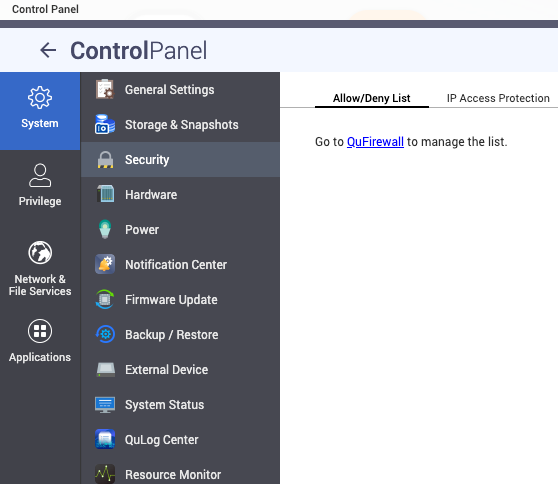 Control Panel
ControlPanel
System
Privilege
Network &
File Services
Applications
General Settings
Storage & Snapshots
Security
Hardware
Power
Notification Center
Firmware Update
Backup / Restore
External Device
System Status
QuLog Center
Resource Monitor
Allow/Deny List
IP Access Protection
Go to QuFirewall to manage the list.